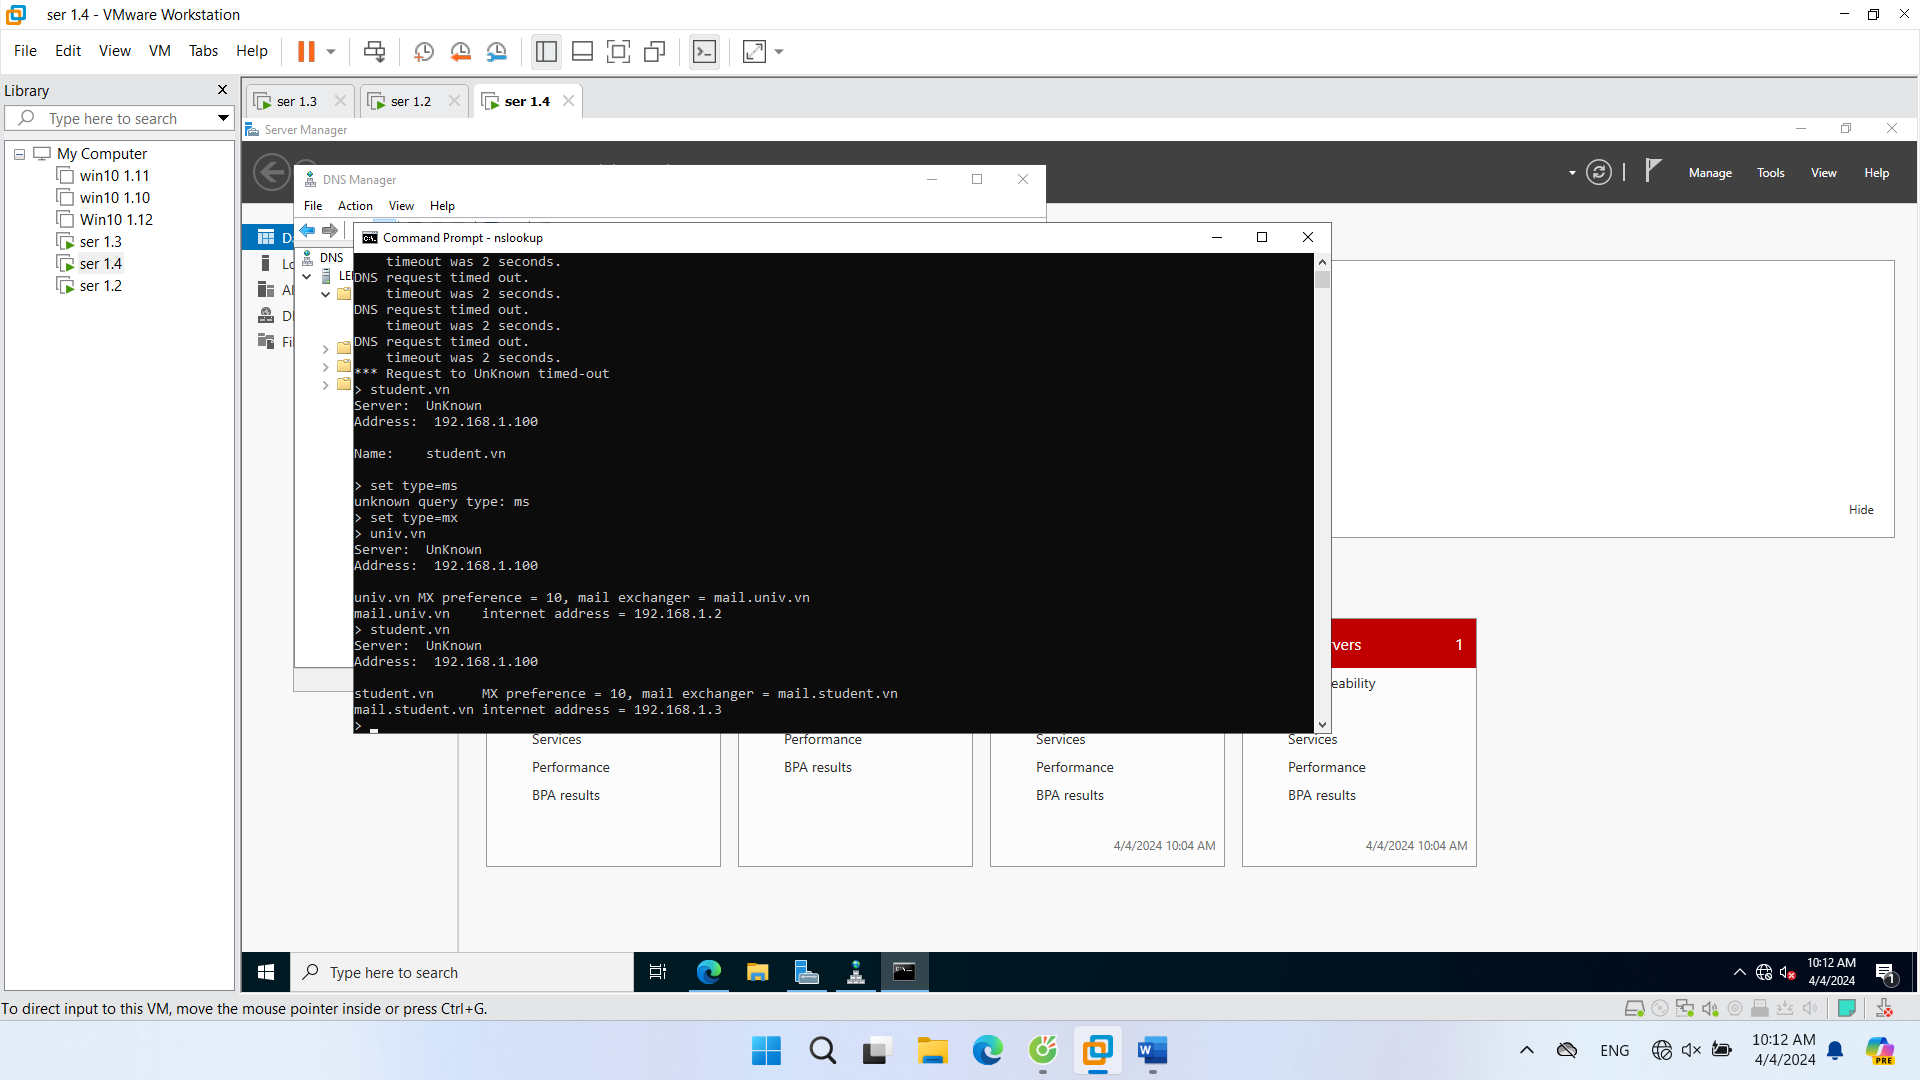 ser 1.4 - VMware Workstation
File Edit View VM Tabs Help
Library
Type here to search
My Computer
win10 1.11
win10 1.10
Win10 1.12
ser 1.3
ser 1.4
ser 1.2
ser 1.3
ser 1.2
ser 1.4
Server Manager
Manage Tools View Help
DNS Manager
File Action View Help
DNS
Command Prompt - nslookup
timeout was 2 seconds.
DNS request timed out.
timeout was 2 seconds.
DNS request timed out.
timeout was 2 seconds.
DNS request timed out.
timeout was 2 seconds.
*** Request to UnKnown timed-out
> student.vn
Server:  UnKnown
Address:  192.168.1.100
Name:    student.vn
> set type=ms
unknown query type: ms
> set type=mx
> univ.vn
Server:  UnKnown
Address:  192.168.1.100
univ.vn MX preference = 10, mail exchanger = mail.univ.vn
mail.univ.vn    internet address = 192.168.1.2
> student.vn
Server:  UnKnown
Address:  192.168.1.100
student.vn      MX preference = 10, mail exchanger = mail.student.vn
mail.student.vn internet address = 192.168.1.3
>
Hide
1
Services
Performance
BPA results
Performance
BPA results
Services
Performance
BPA results
4/4/2024 10:04 AM
Services
Performance
BPA results
4/4/2024 10:04 AM
Type here to search
10:12 AM
4/4/2024
1
To direct input to this VM, move the mouse pointer inside or press Ctrl+G.
ENG
10:12 AM
4/4/2024
PRE